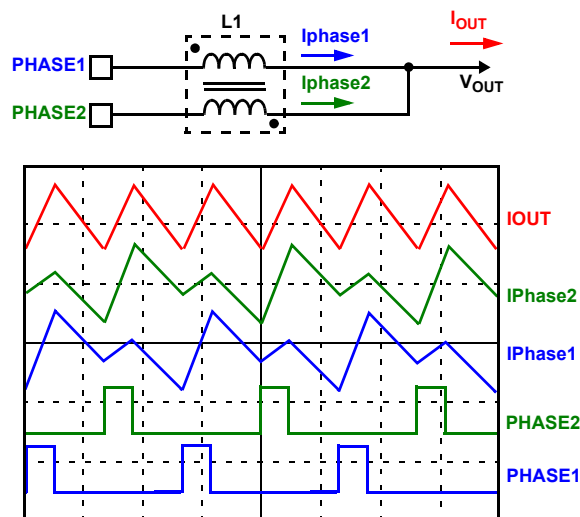 L1
Iphase1
IOUT
PHASE1
VOUT
Iphase2
PHASE2
IOUT
IPhase2
IPhase1
PHASE2
PHASE1